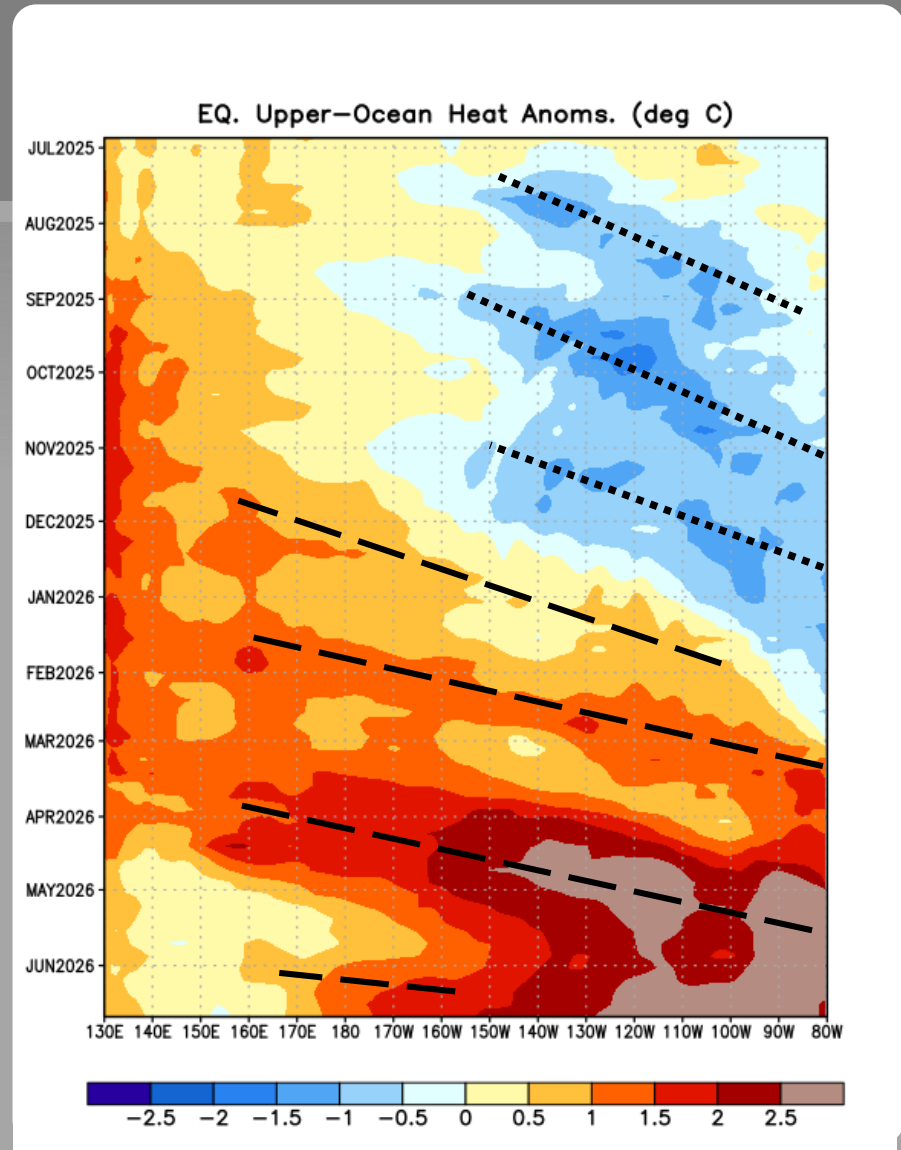 EQ. Upper−Ocean Heat Anoms. (deg C)
JUL2025
AUG2025
SEP2025
OCT2025
NOV2025
DEC2025
JAN2026
FEB2026
MAR2026
APR2026
MAY2026
JUN2026
130E 140E 150E 160E 170E 180 170W 160W 150W 140W 130W 120W 110W 100W 90W 80W
−2.5 −2 −1.5 −1 −0.5 0 0.5 1 1.5 2 2.5